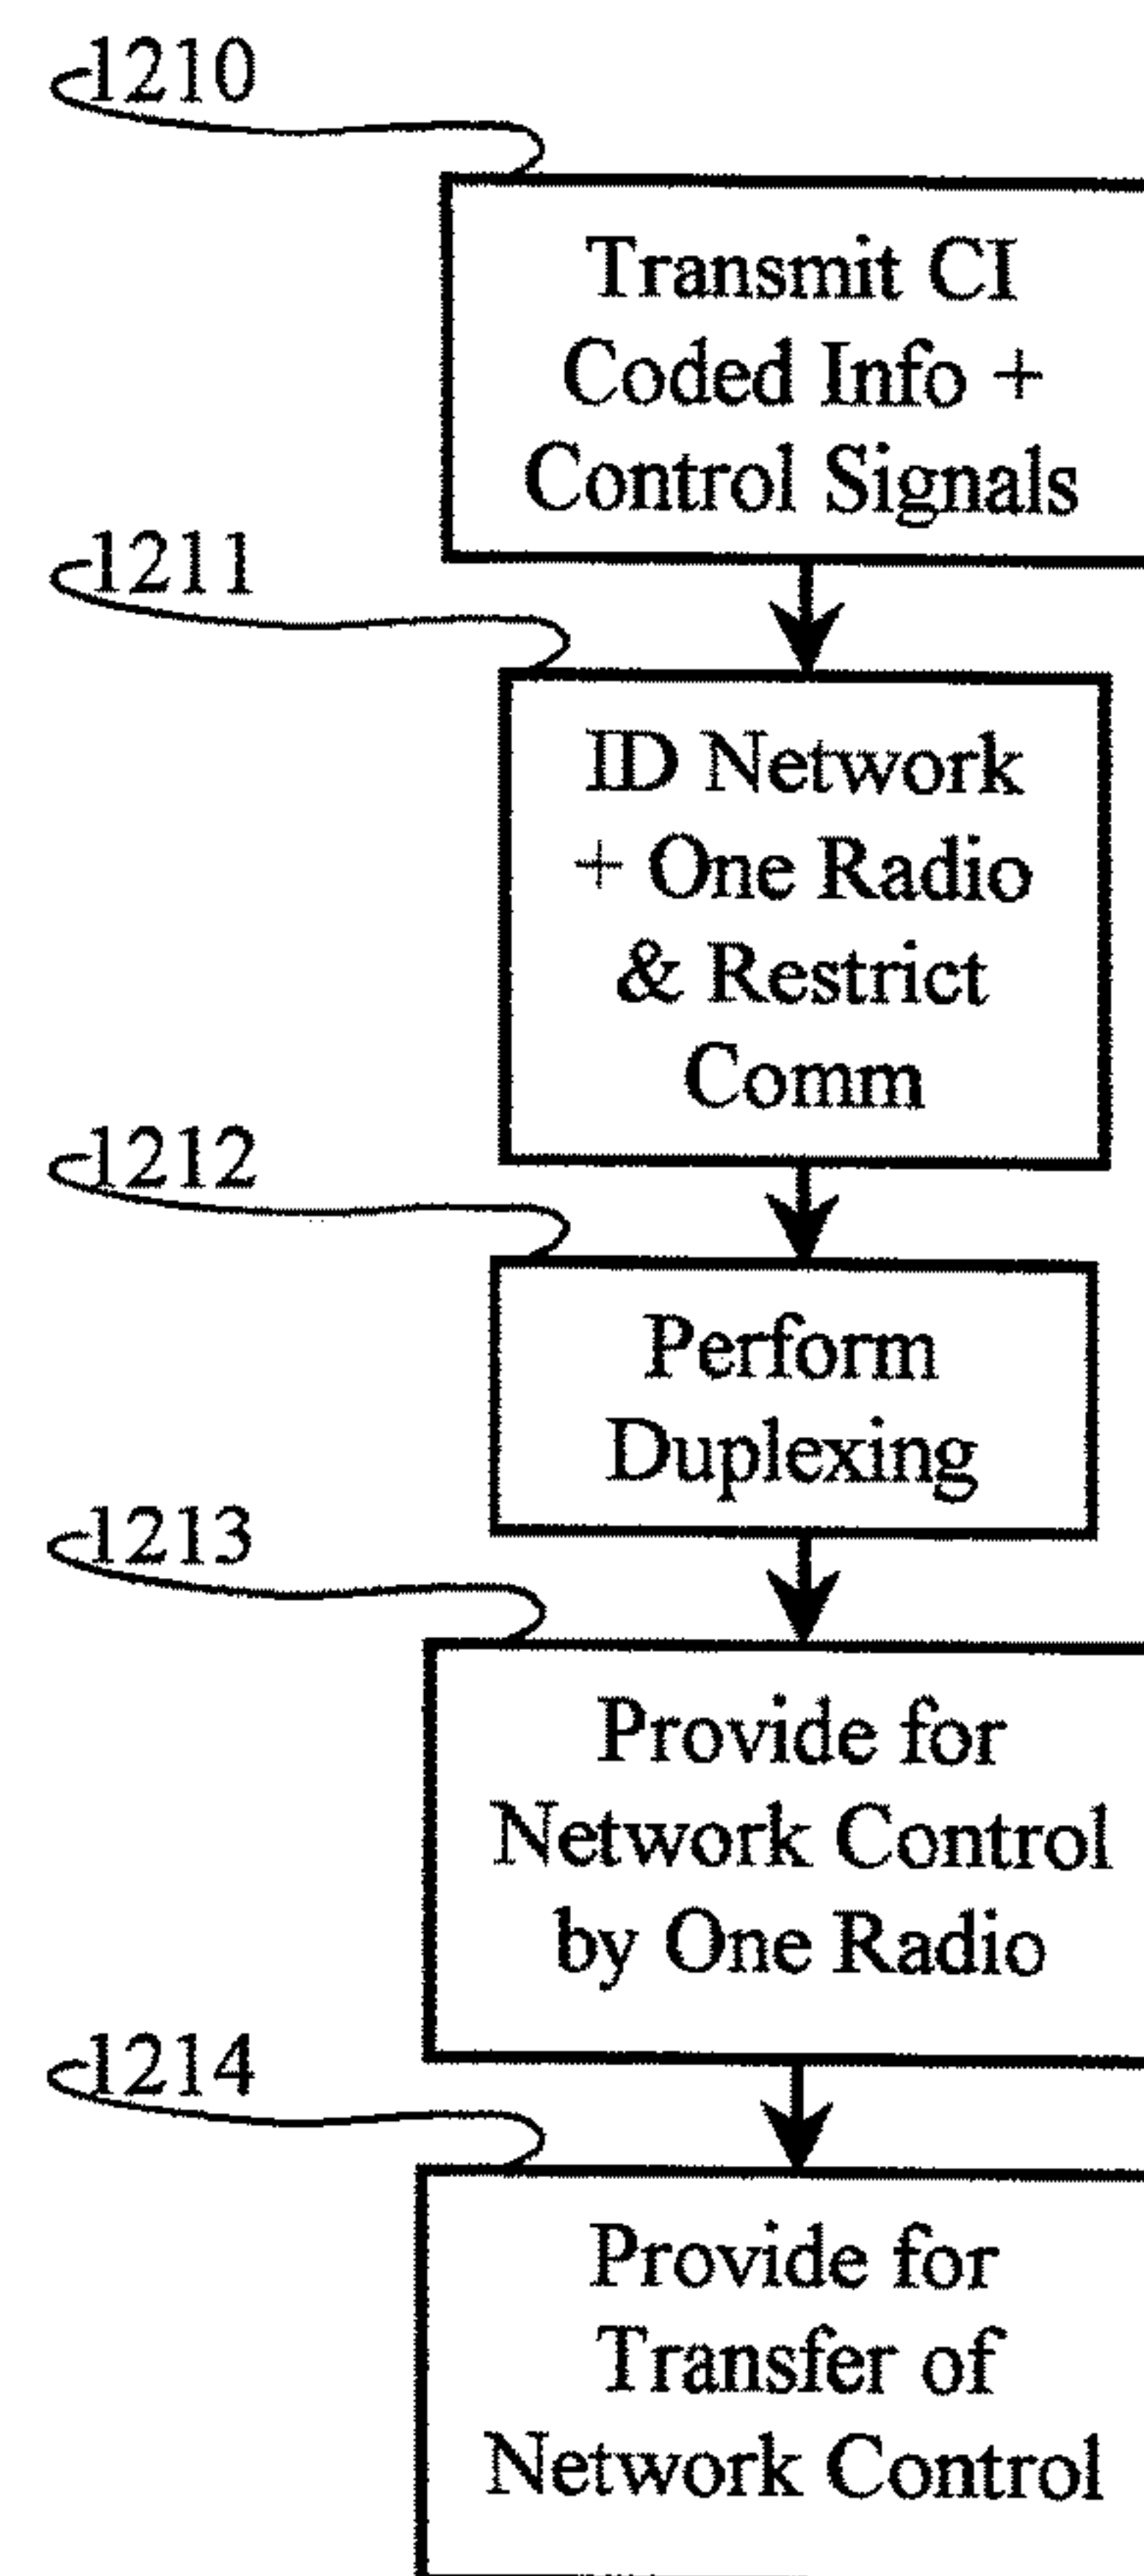 1210
Transmit CI
Coded Info +
Control Signals
1211
ID Network
+ One Radio
& Restrict
Comm
1212
Perform
Duplexing
1213
Provide for
Network Control
by One Radio
1214
Provide for
Transfer of
Network Control